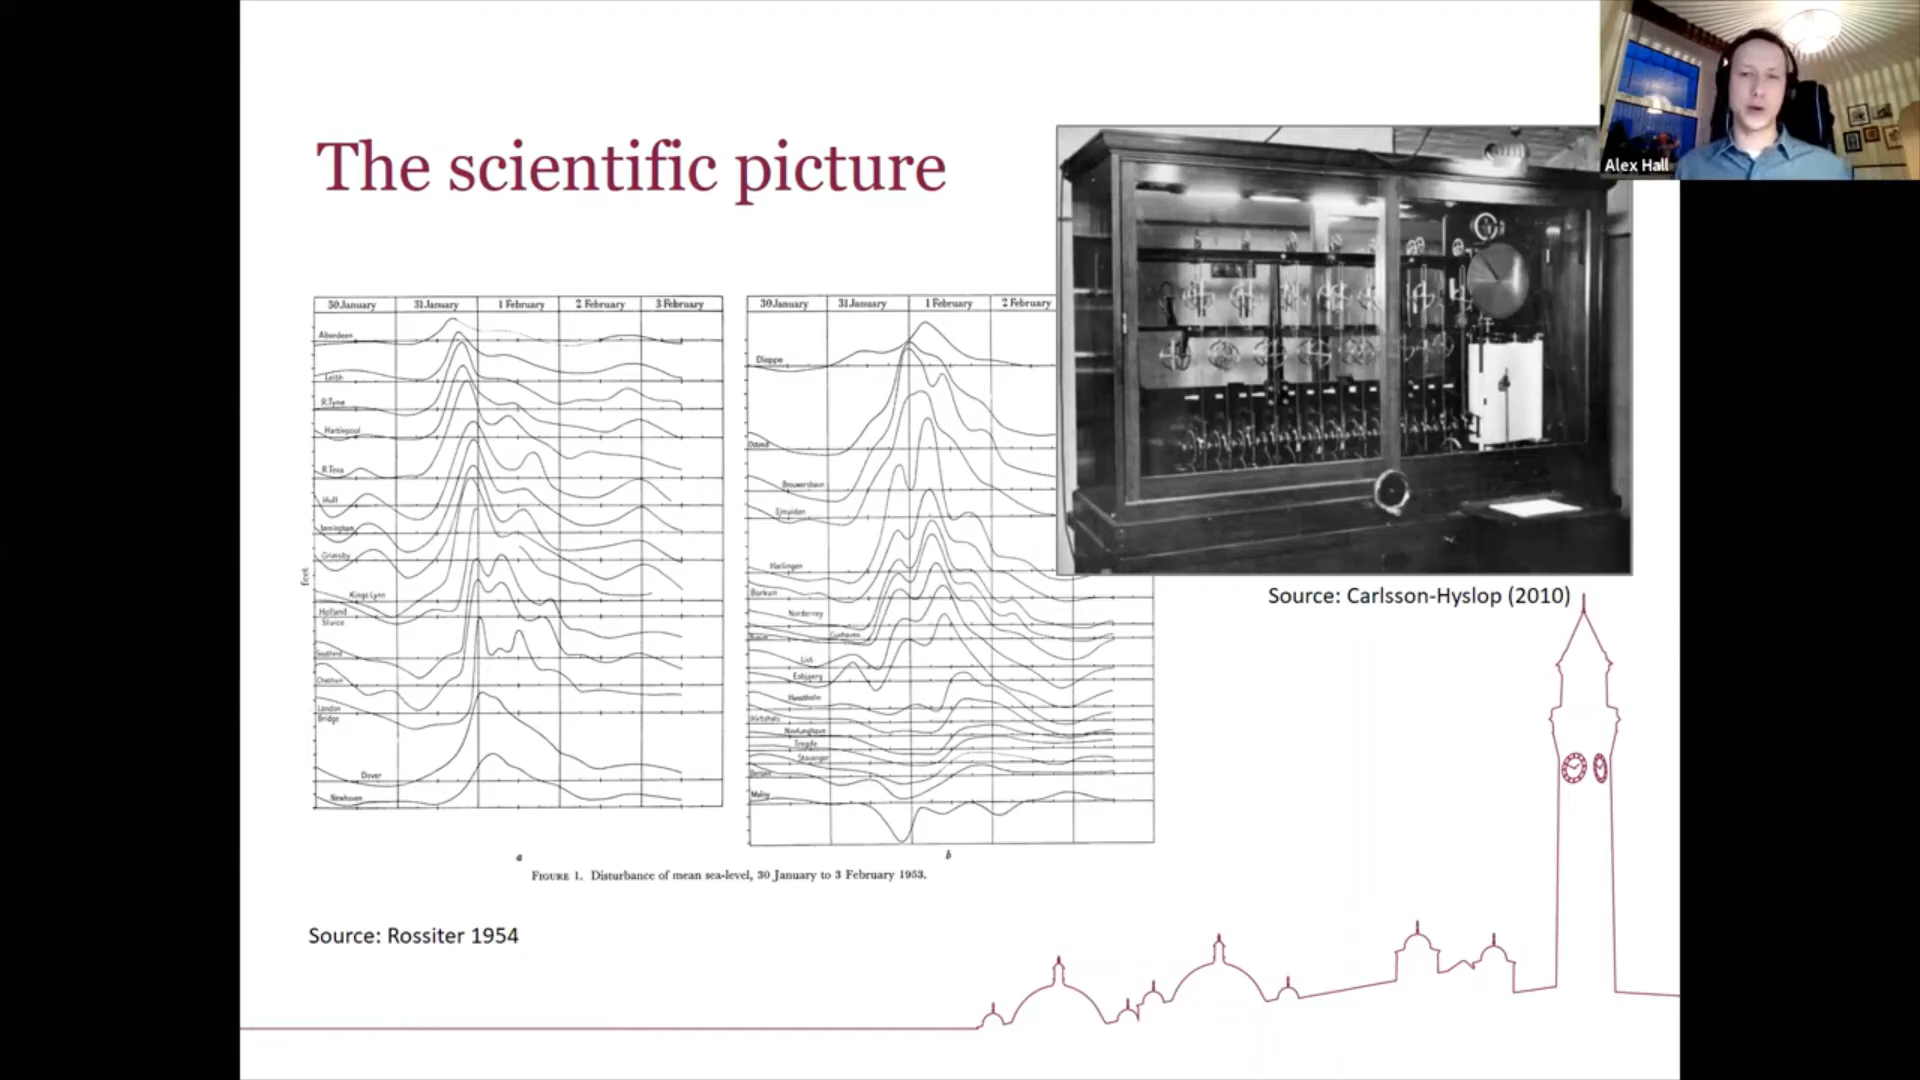 The scientific picture
Alex Hall
30 January 31 January 1 February 2 February 3 February
Aberdeen
Leith
R.Tyne
Hartlepool
R.Tees
Hull
Immingham
Grimsby
Kings Lynn
Holland
Sluice
Southend
Chatham
London
Bridge
Dover
Newhaven
feet
a
30 January 31 January 1 February 2 February
Dieppe
Ostend
Brouwershaven
Ijmuiden
Harlingen
Borkum
Norderney
Cuxhaven
List
Esbjerg
Hanstholm
Hirtshals
Tregde
Stavanger
Bergen
Maloy
b
FIGURE 1. Disturbance of mean sea-level, 30 January to 3 February 1953.
Source: Carlsson-Hyslop (2010)
Source: Rossiter 1954